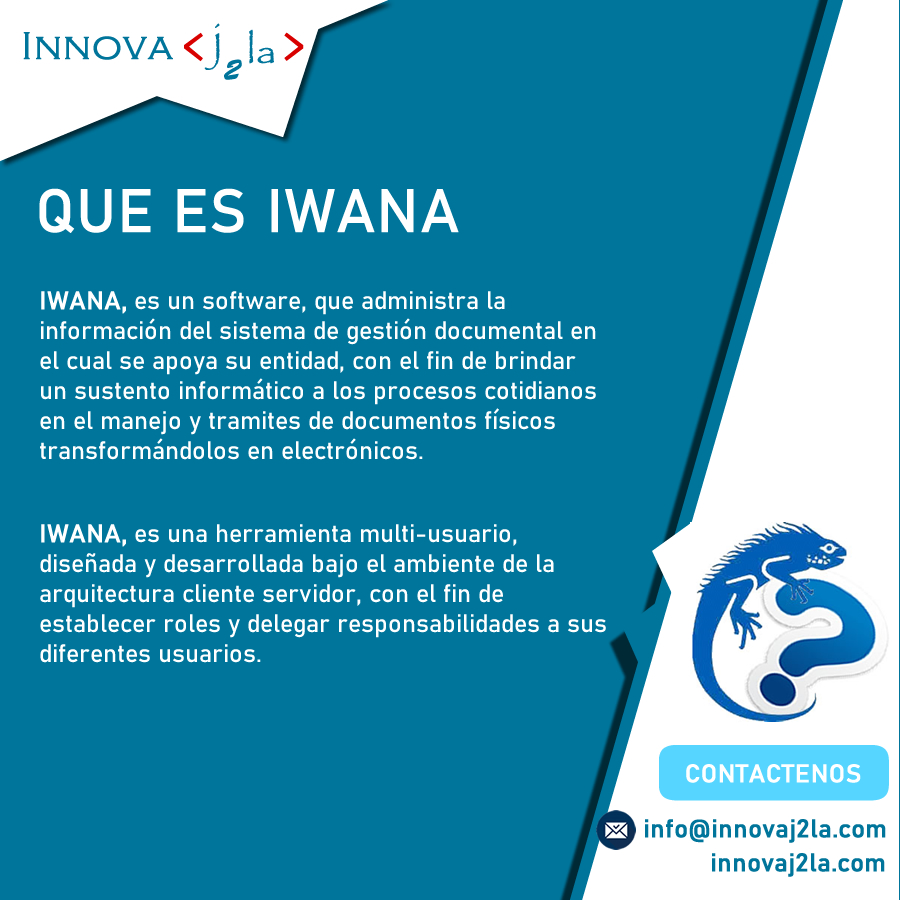 INNOVA <j2la>
QUE ES IWANA
IWANA, es un software, que administra la
información del sistema de gestión documental en
el cual se apoya su entidad, con el fin de brindar
un sustento informático a los procesos cotidianos
en el manejo y tramites de documentos físicos
transformándolos en electrónicos.
IWANA, es una herramienta multi-usuario,
diseñada y desarrollada bajo el ambiente de la
arquitectura cliente servidor, con el fin de
establecer roles y delegar responsabilidades a sus
diferentes usuarios.
CONTACTENOS
info@innovaj2la.com
innovaj2la.com